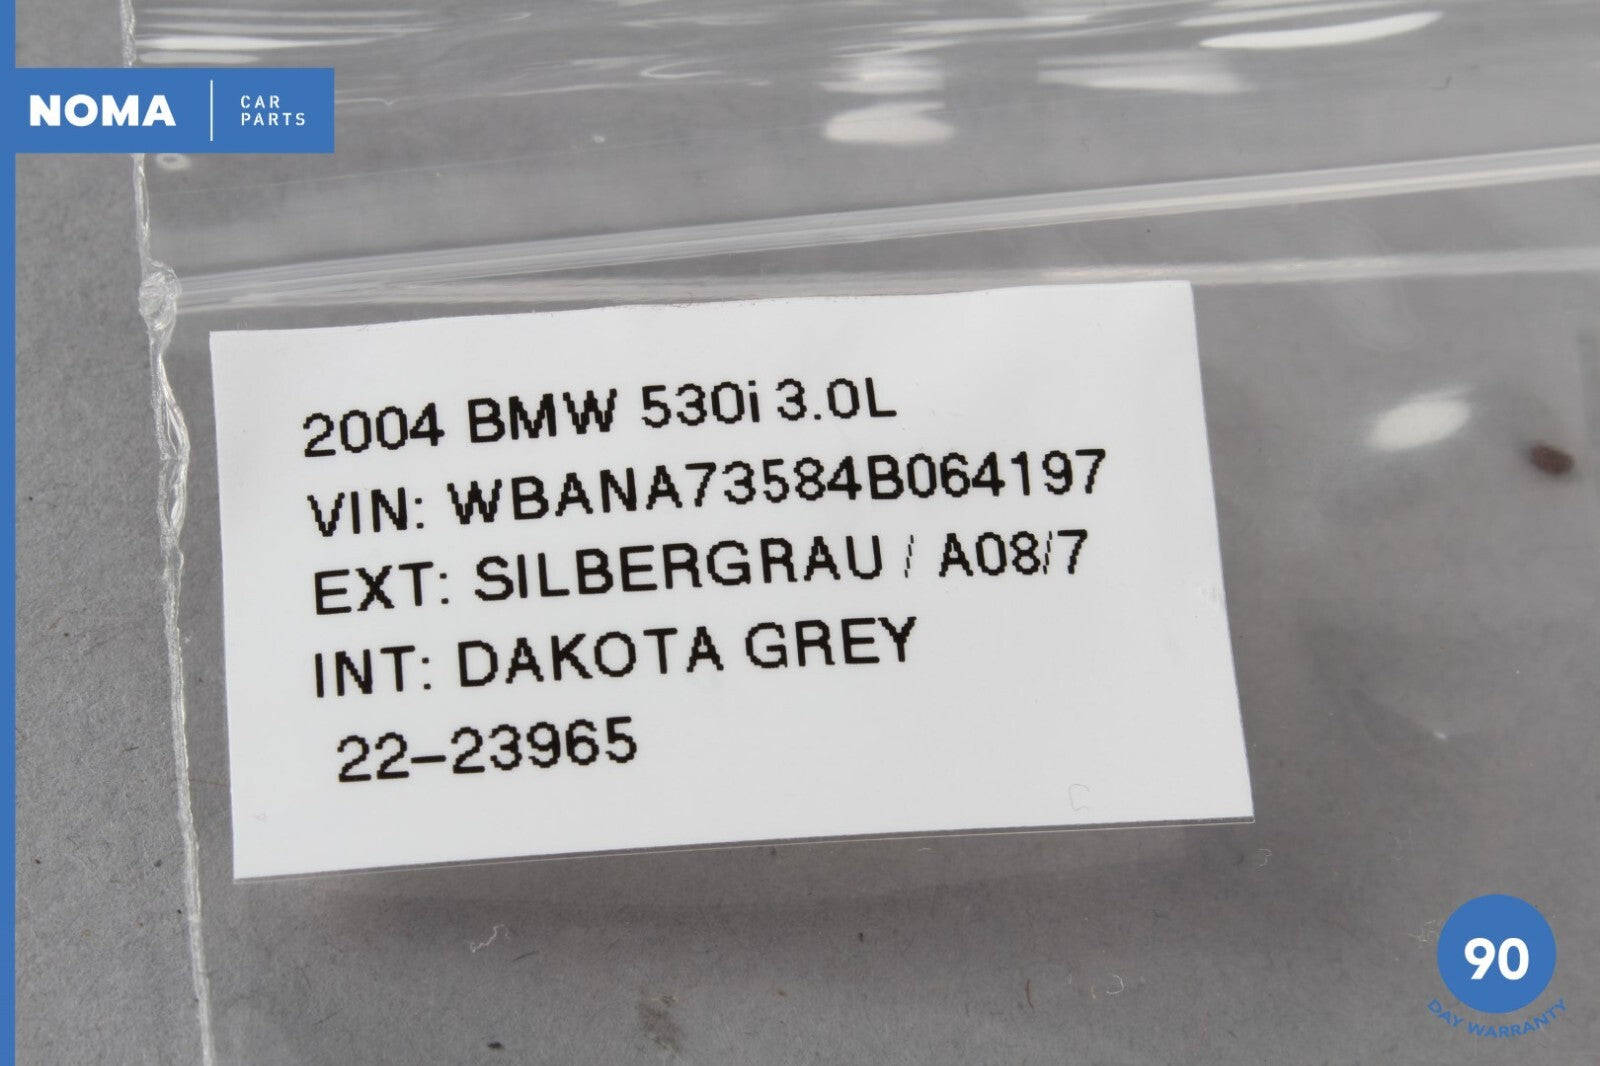 NOMA
CAR
PARTS
2004 BMW 530i 3.0L
VIN: WBANA73584B064197
EXT: SILBERGRAU / A08/7
INT: DAKOTA GREY
22-23965
90
DAY WARRANTY